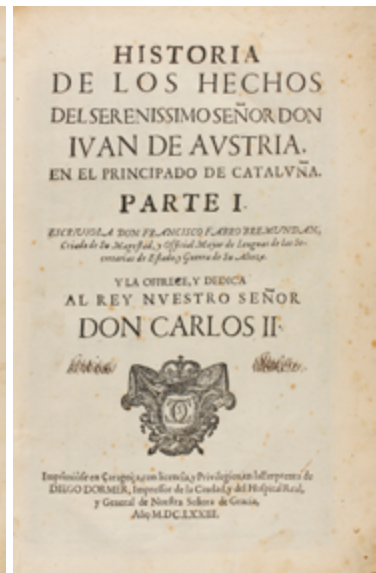 HISTORIA
DE LOS HECHOS
DEL SERENISSIMO SEÑOR DON
IVAN DE AVSTRIA.
EN EL PRINCIPADO DE CATALVÑA.
PARTE I.
ESCRIVIOLA DON FRANCISCO FABRO BREMUNDAN,
Criado de Su Magestad, y Official Mayor de Lenguas de las Se-
cretarias de Estado, y Guerra de Su Alteza.
Y LA OFRECE, Y DEDICA
AL REY NVESTRO SEÑOR
DON CARLOS II.
Imprimióse en Çaragoça, con licencia, y Privilegio, en la Imprenta de
DIEGO DORMER, Impressor de la Ciudad, y del Hospital Real,
y General de Nuestra Señora de Gracia,
Año M.DC.LXXIII.